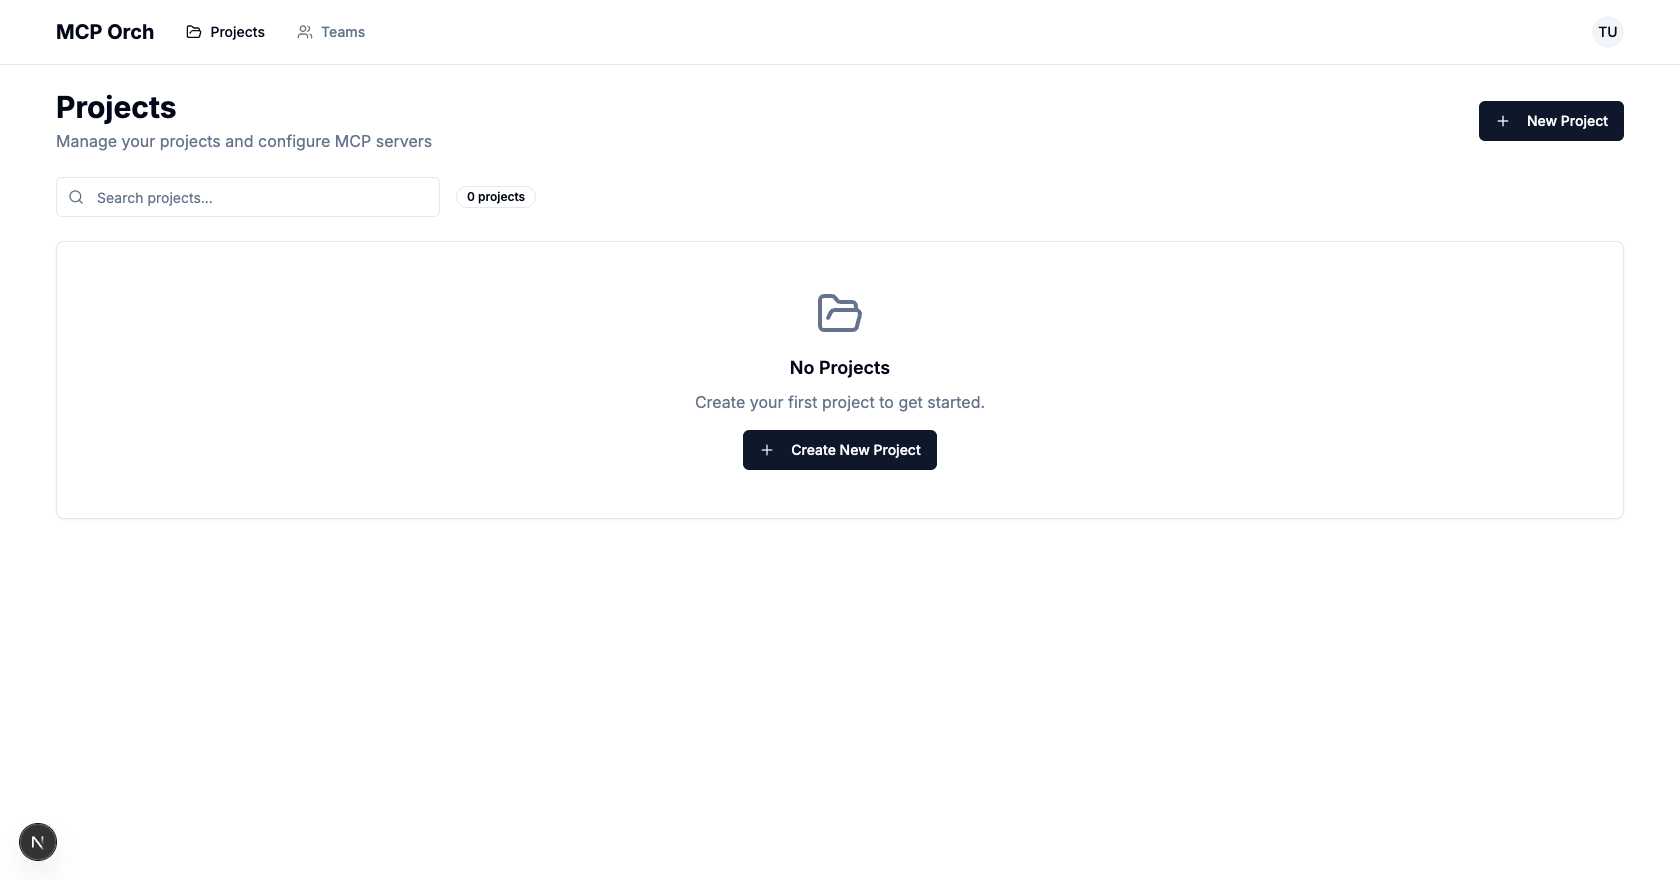 MCP Orch
Projects
Teams
TU
Projects
Manage your projects and configure MCP servers
New Project
Search projects...
0 projects
No Projects
Create your first project to get started.
Create New Project
N